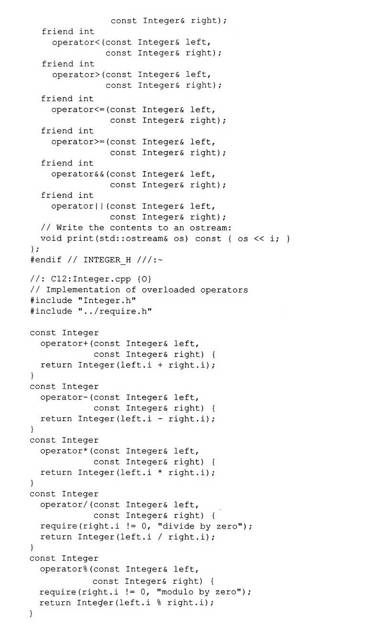 const Integer& right);
friend int
operator<(const Integer& left,
const Integer& right);
friend int
operator>(const Integer& left,
const Integer& right);
friend int
operator<=(const Integer& left,
const Integer& right);
friend int
operator>=(const Integer& left,
const Integer& right);
friend int
operator&&(const Integer& left,
const Integer& right);
friend int
operator||(const Integer& left,
const Integer& right);
// Write the contents to an ostream:
void print(std::ostream& os) const { os << i; }
};
#endif // INTEGER_H ///:~
//: C12:Integer.cpp {O}
// Implementation of overloaded operators
#include "Integer.h"
#include "../require.h"
const Integer
operator+(const Integer& left,
const Integer& right) {
return Integer(left.i + right.i);
}
const Integer
operator-(const Integer& left,
const Integer& right) {
return Integer(left.i - right.i);
}
const Integer
operator*(const Integer& left,
const Integer& right) {
return Integer(left.i * right.i);
}
const Integer
operator/(const Integer& left,
const Integer& right) {
require(right.i != 0, "divide by zero");
return Integer(left.i / right.i);
}
const Integer
operator%(const Integer& left,
const Integer& right) {
require(right.i != 0, "modulo by zero");
return Integer(left.i % right.i);
}